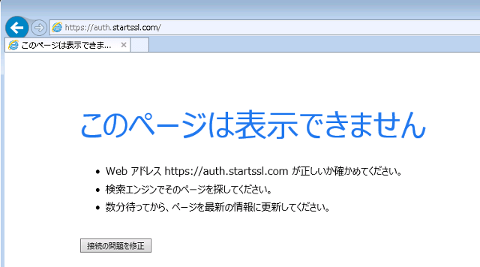 https://auth.startssl.com/
このページは表示できま...
このページは表示できません
Web アドレス https://auth.startssl.com が正しいか確かめてください。
検索エンジンでそのページを探してください。
数分待ってから、ページを最新の情報に更新してください。
接続の問題を修正